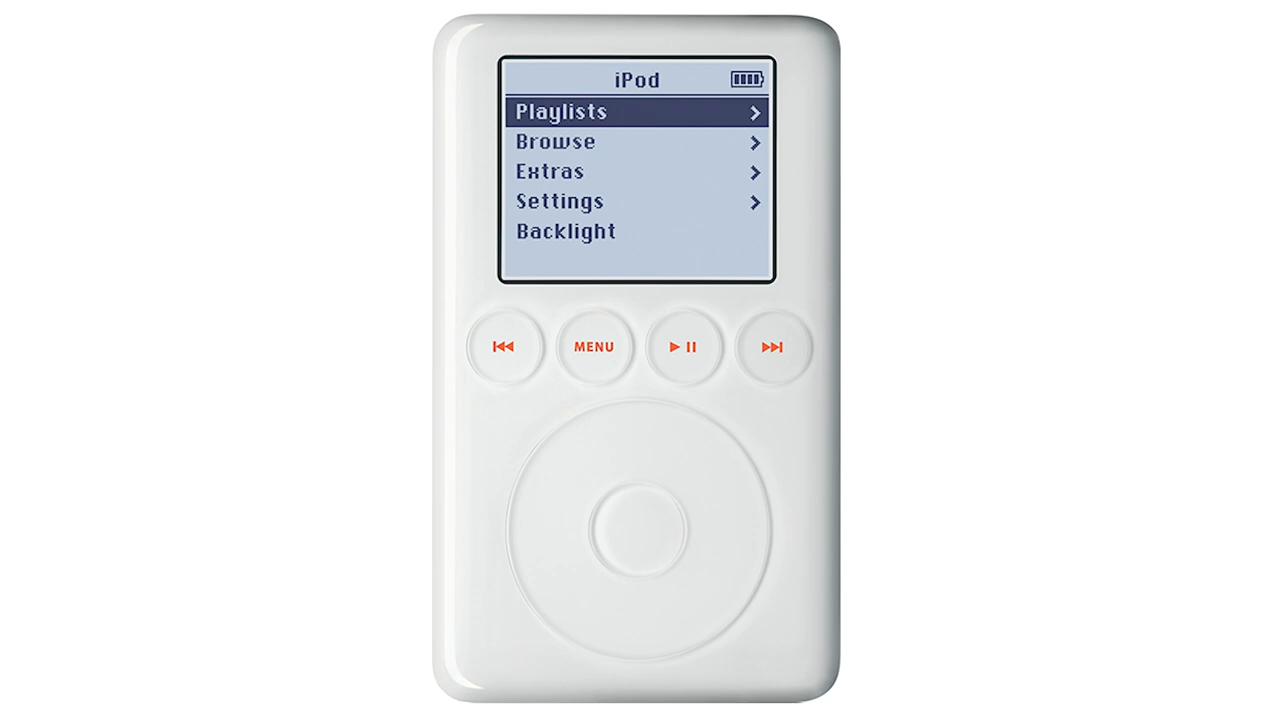 iPod
Playlists
Browse
Extras
Settings
Backlight
MENU